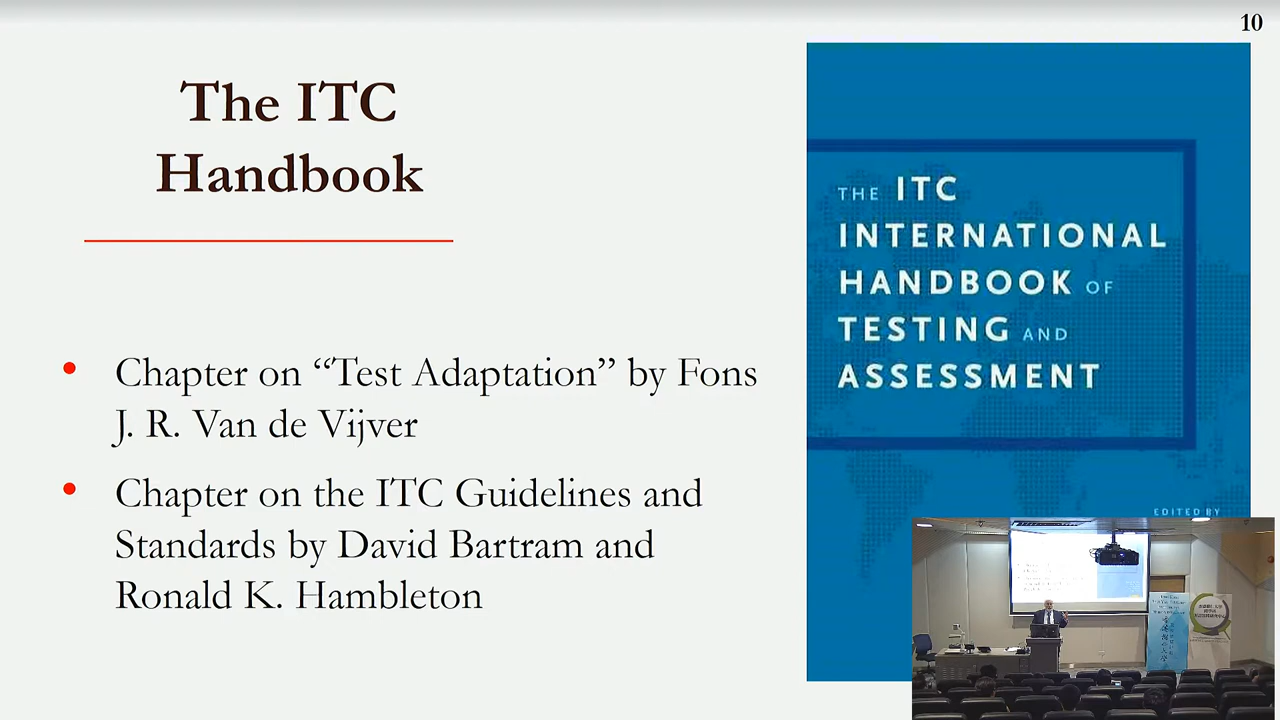 10
The ITC
Handbook
• Chapter on “Test Adaptation” by Fons
J. R. Van de Vijver
• Chapter on the ITC Guidelines and
Standards by David Bartram and
Ronald K. Hambleton
THE ITC
INTERNATIONAL
HANDBOOK OF
TESTING AND
ASSESSMENT
EDITED BY